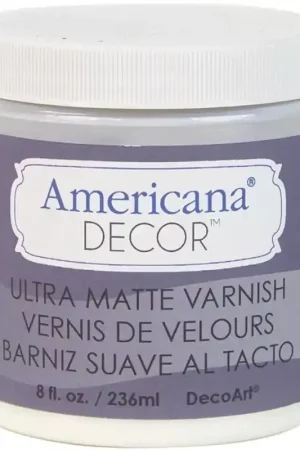 Americana®
DECOR™
ULTRA MATTE VARNISH
VERNIS DE VELOURS
BARNIZ SUAVE AL TACTO
8 fl. oz. / 236ml DecoArt®